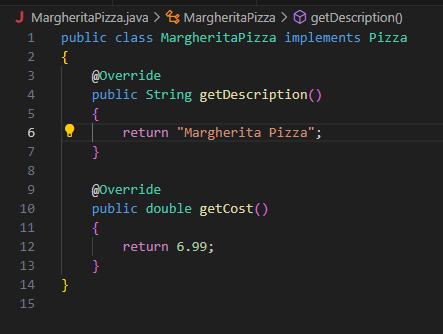 J MargheritaPizza.java > MargheritaPizza > getDescription()
1 public class MargheritaPizza implements Pizza
2 {
3     @Override
4     public String getDescription()
5     {
6         return "Margherita Pizza";
7     }
8
9     @Override
10     public double getCost()
11     {
12         return 6.99;
13     }
14 }
15